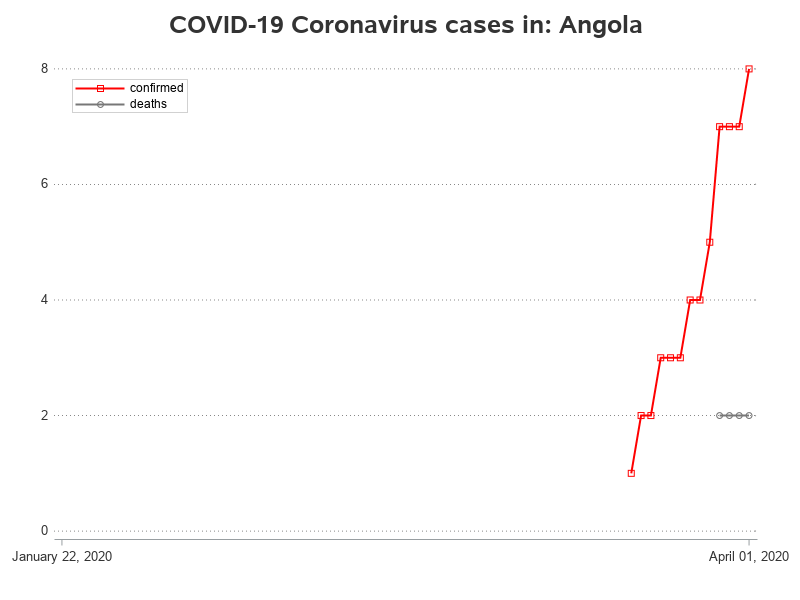 COVID-19 Coronavirus cases in: Angola
8
confirmed
deaths
6
4
2
0
January 22, 2020
April 01, 2020